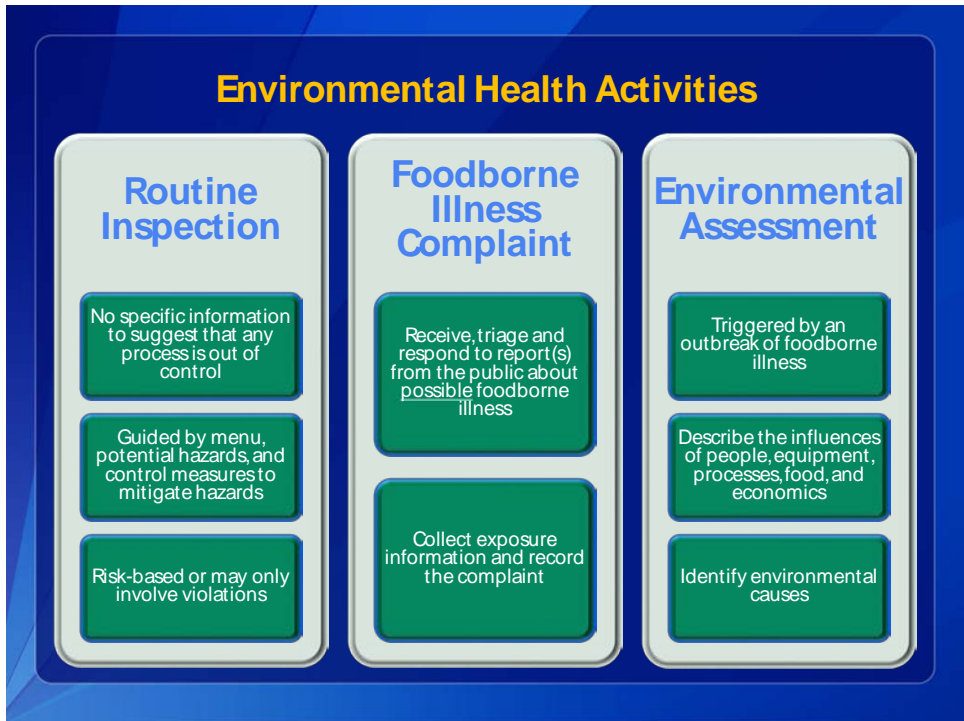 Environmental Health Activities
Routine
Inspection
No specific information
to suggest that any
process is out of
control
Guided by menu,
potential hazards, and
control measures to
mitigate hazards
Risk-based or may only
involve violations
Foodborne
Illness
Complaint
Receive, triage and
respond to report(s)
from the public about
possible foodborne
illness
Collect exposure
information and record
the complaint
Environmental
Assessment
Triggered by an
outbreak of foodborne
illness
Describe the influences
of people, equipment,
processes, food, and
economics
Identify environmental
causes